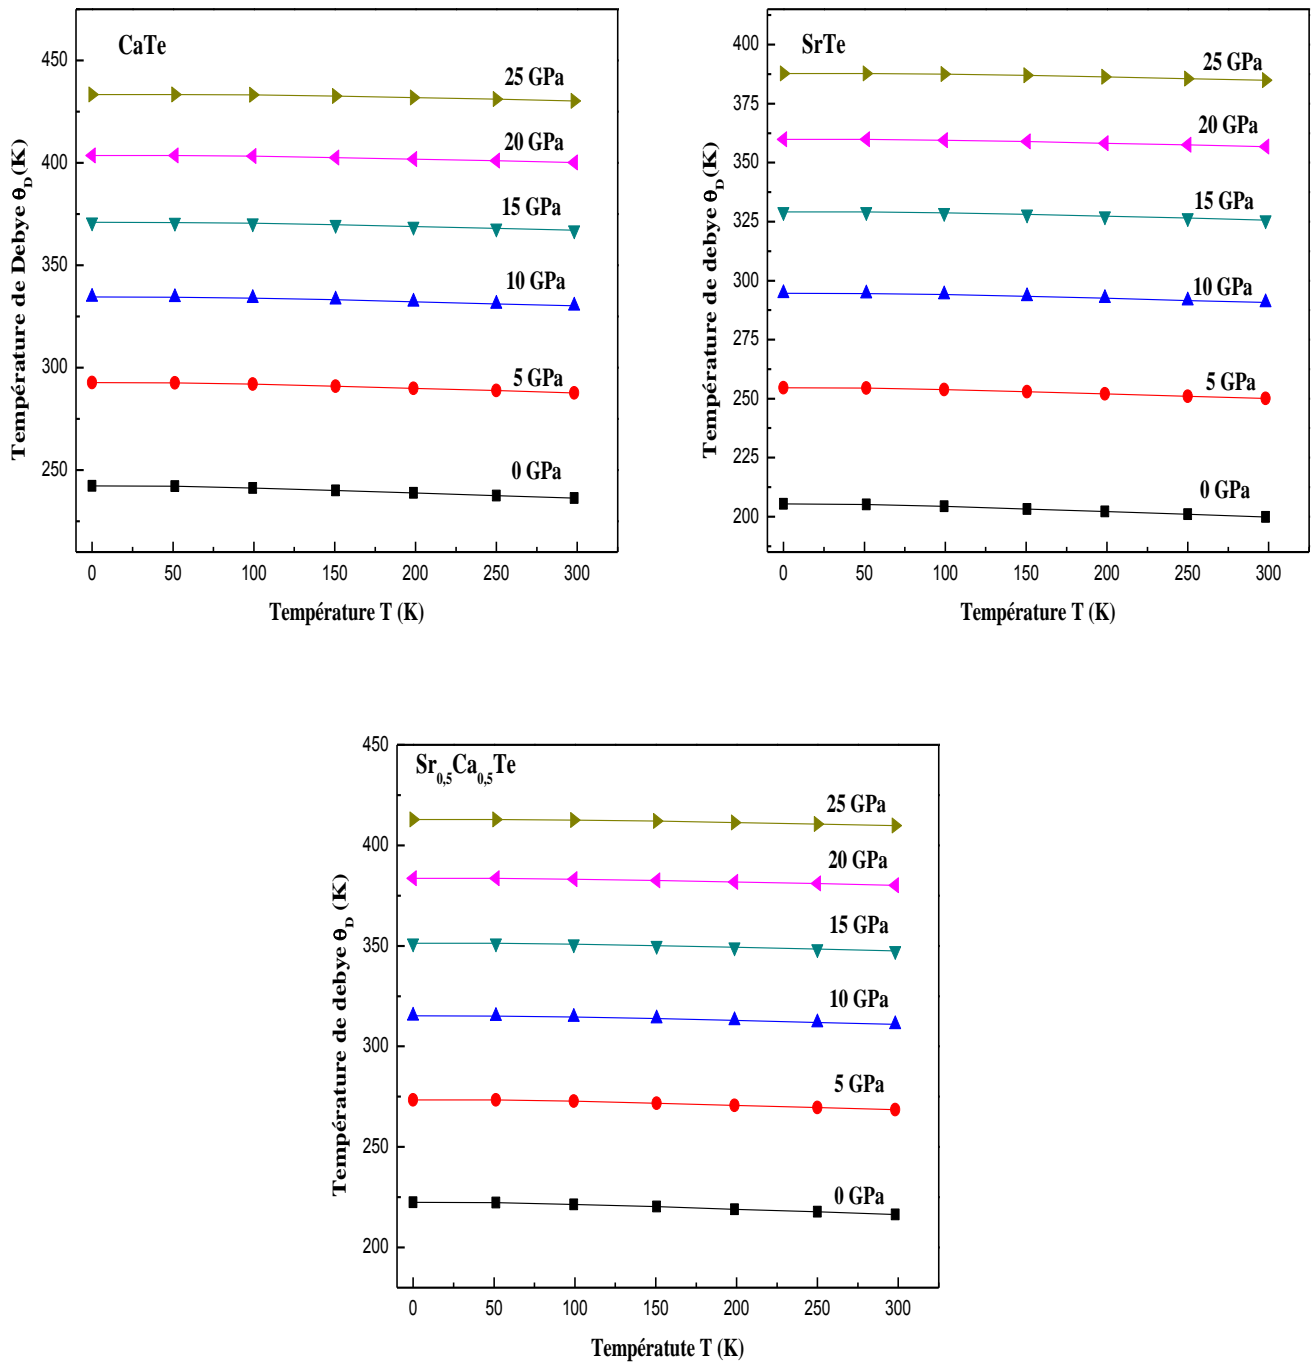 CaTe
450
400
350
300
250
25 GPa
20 GPa
15 GPa
10 GPa
5 GPa
0 GPa
0 50 100 150 200 250 300
Température T (K)
Température de Debye θD(K)
SrTe
400
375
350
325
300
275
250
225
200
25 GPa
20 GPa
15 GPa
10 GPa
5 GPa
0 GPa
0 50 100 150 200 250 300
Température T (K)
Température de debye θD(K)
Sr0,5Ca0,5Te
450
400
350
300
250
200
25 GPa
20 GPa
15 GPa
10 GPa
5 GPa
0 GPa
0 50 100 150 200 250 300
Températute T (K)
Température de debye θD (K)